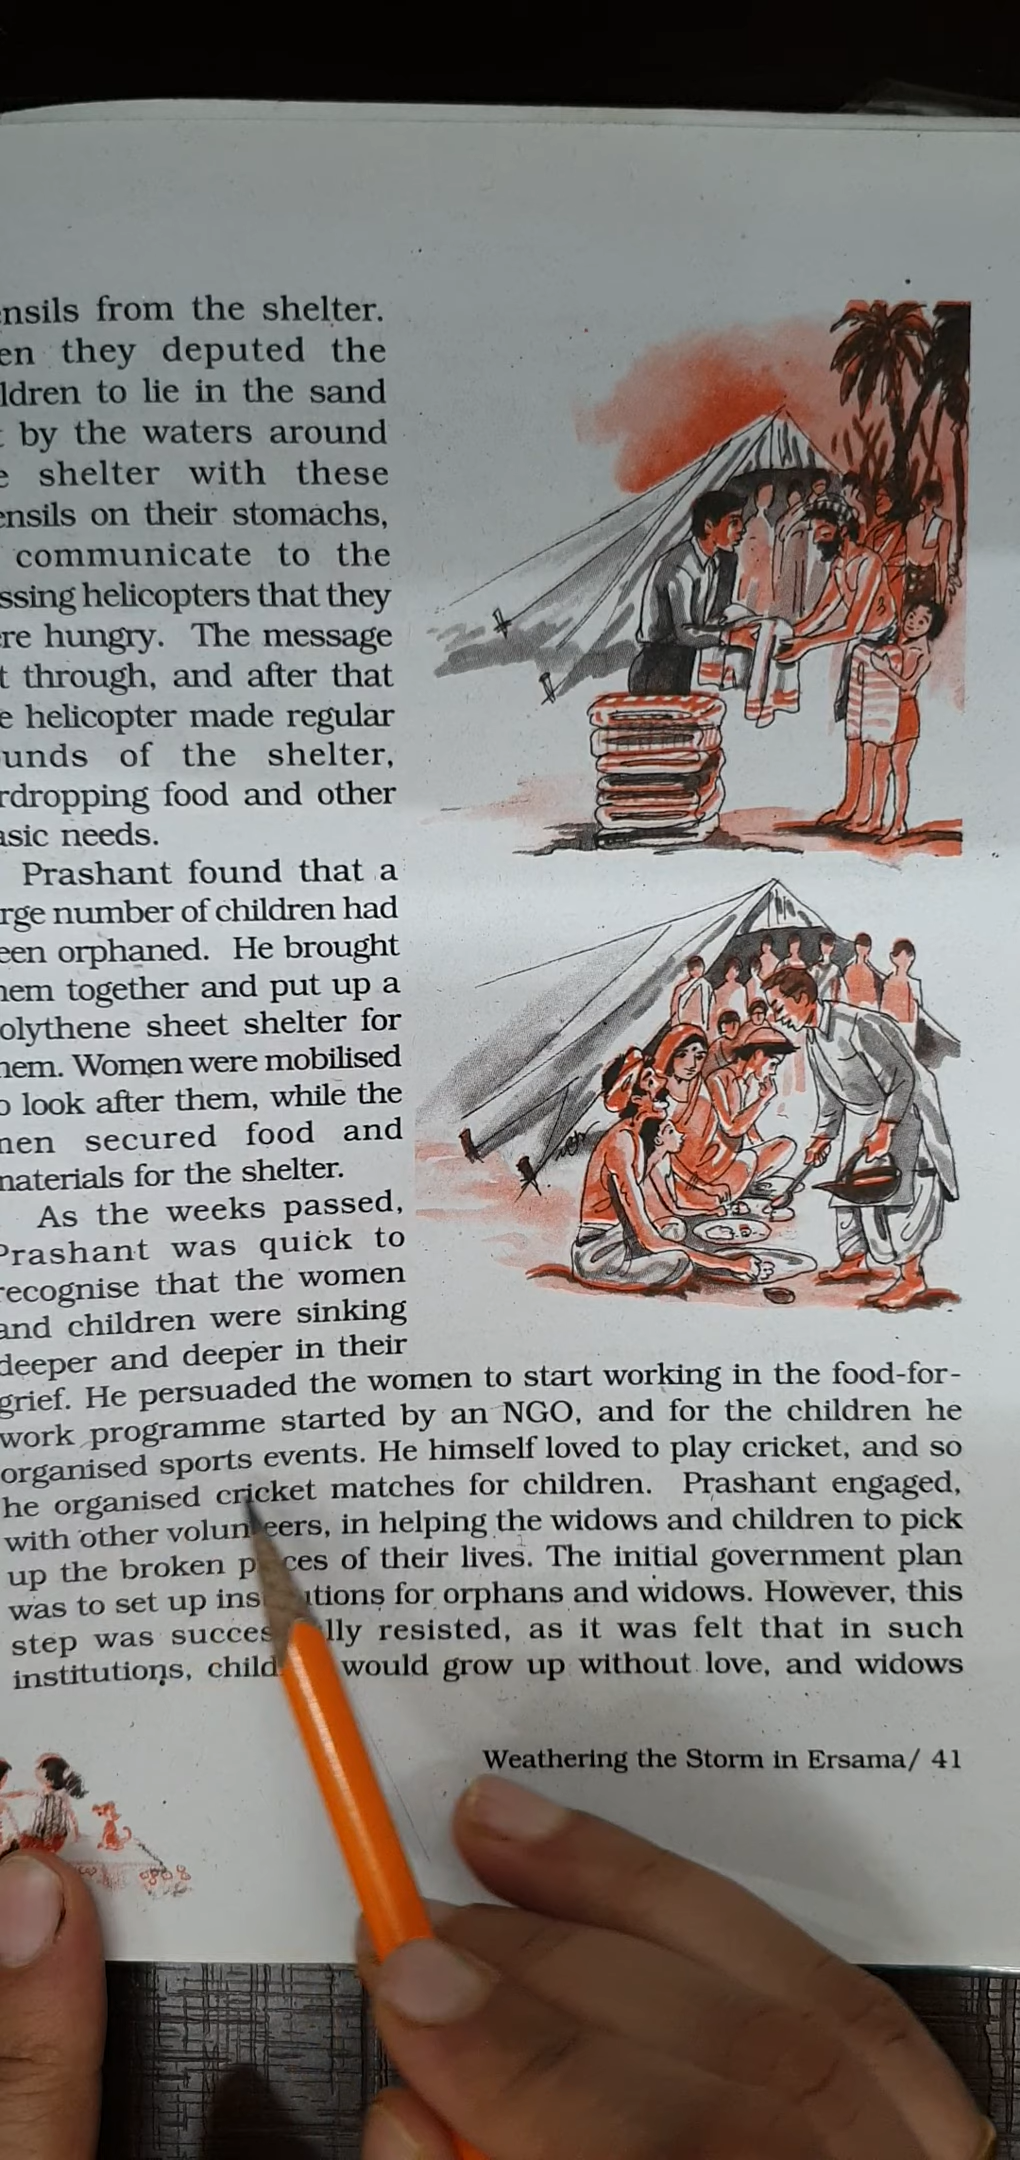 ensils from the shelter.
en they deputed the
ldren to lie in the sand
t by the waters around
e shelter with these
ensils on their stomachs,
communicate to the
ssing helicopters that they
re hungry. The message
t through, and after that
e helicopter made regular
unds of the shelter,
rdropping food and other
asic needs.
Prashant found that a
rge number of children had
een orphaned. He brought
hem together and put up a
olythene sheet shelter for
hem. Women were mobilised
o look after them, while the
men secured food and
materials for the shelter.
As the weeks passed,
Prashant was quick to
recognise that the women
and children were sinking
deeper and deeper in their
grief. He persuaded the women to start working in the food-for-
work programme started by an NGO, and for the children he
organised sports events. He himself loved to play cricket, and so
he organised cricket matches for children. Prashant engaged,
with other volunteers, in helping the widows and children to pick
up the broken p ces of their lives. The initial government plan
was to set up ins tutions for orphans and widows. However, this
step was succes lly resisted, as it was felt that in such
institutions, child would grow up without love, and widows
Weathering the Storm in Ersama/ 41